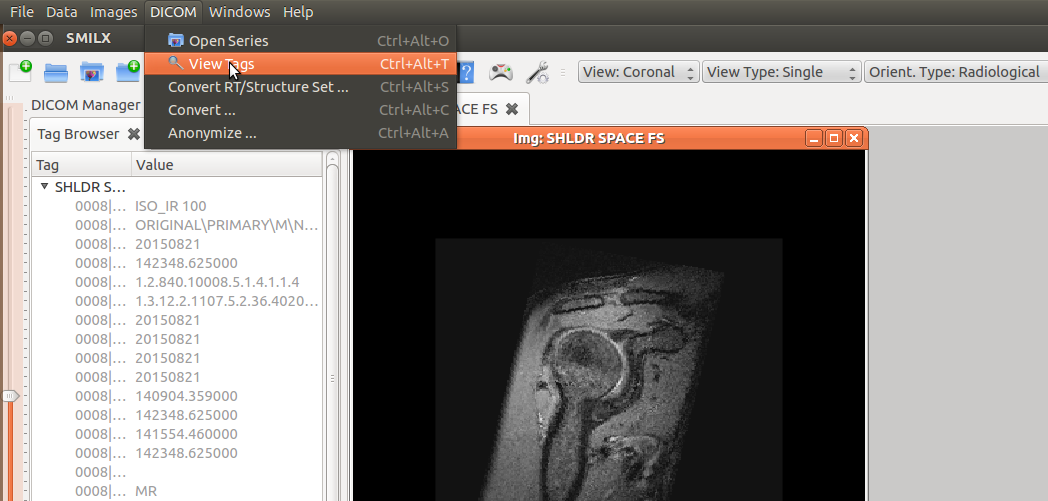 File Data Images DICOM Windows Help
SMILX
Open Series Ctrl+Alt+O
View Tags Ctrl+Alt+T
Convert RT/Structure Set ... Ctrl+Alt+S
Convert ... Ctrl+Alt+C
Anonymize ... Ctrl+Alt+A
? View: Coronal View Type: Single Orient. Type: Radiological
DICOM Manager
ACE FS
Tag Browser
Img: SHLDR SPACE FS
Tag Value
SHLDR S...
0008|... ISO_IR 100
0008|... ORIGINAL\PRIMARY\M\N...
0008|... 20150821
0008|... 142348.625000
0008|... 1.2.840.10008.5.1.4.1.1.4
0008|... 1.3.12.2.1107.5.2.36.4020...
0008|... 20150821
0008|... 20150821
0008|... 20150821
0008|... 20150821
0008|... 140904.359000
0008|... 142348.625000
0008|... 141554.460000
0008|... 142348.625000
0008|...
0008|... MR